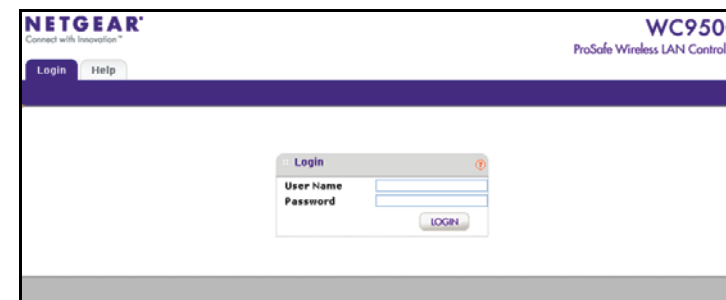 NETGEAR
Connect with Innovation™
WC950
ProSafe Wireless LAN Control
Login
Help
Login
User Name
Password
LOGIN